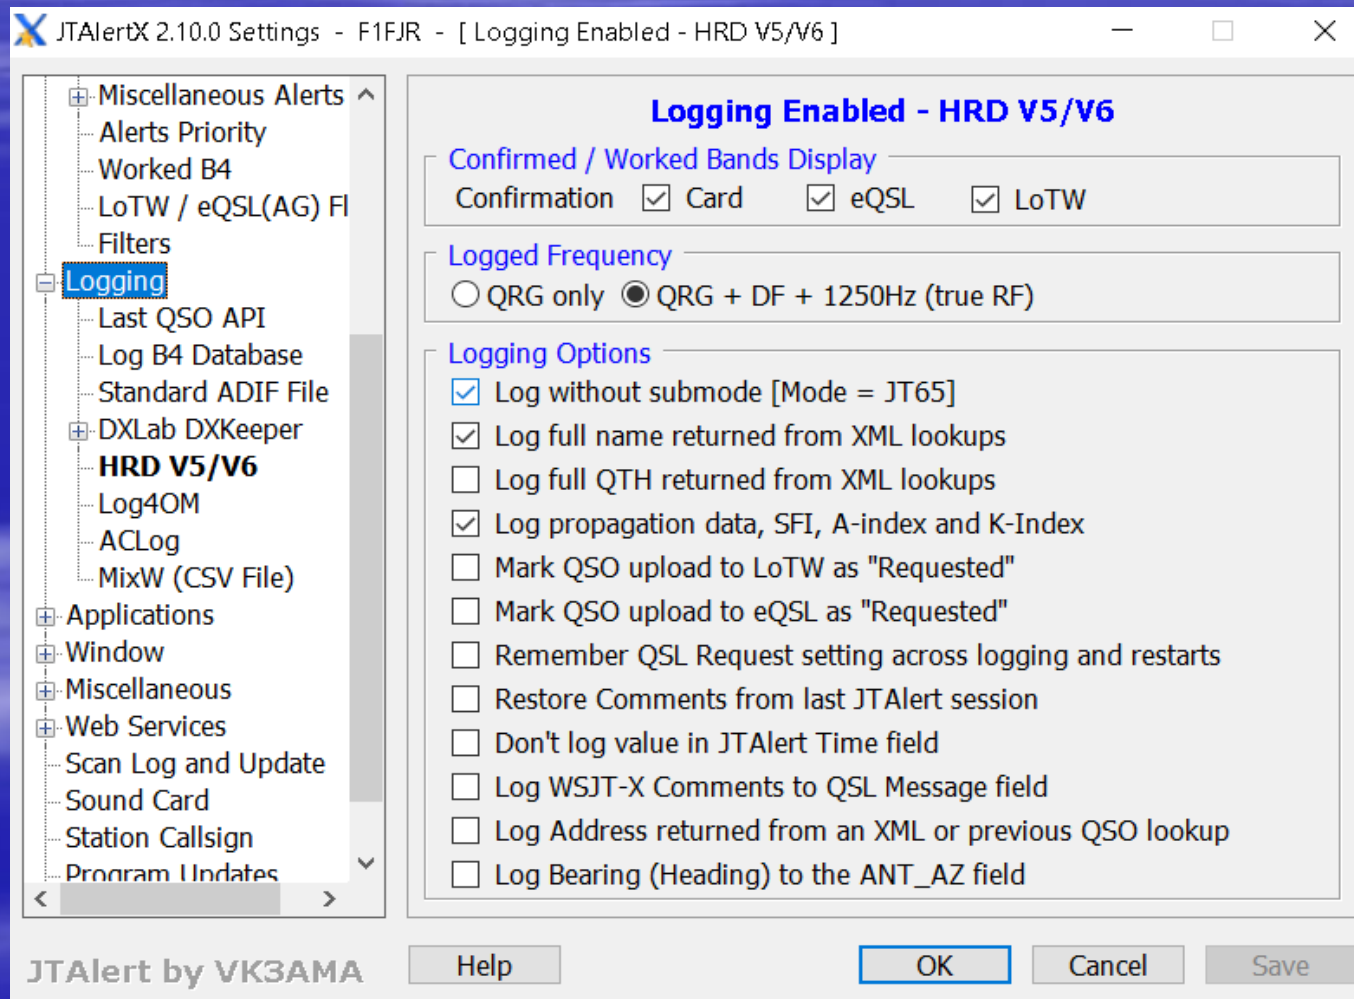 JTAlertX 2.10.0 Settings - F1FJR - [ Logging Enabled - HRD V5/V6 ]
Miscellaneous Alerts
Alerts Priority
Worked B4
LoTW / eQSL(AG) Fl
Filters
Logging
Last QSO API
Log B4 Database
Standard ADIF File
DXLab DXKeeper
HRD V5/V6
Log4OM
ACLog
MixW (CSV File)
Applications
Window
Miscellaneous
Web Services
Scan Log and Update
Sound Card
Station Callsign
Program Updates
Logging Enabled - HRD V5/V6
Confirmed / Worked Bands Display
Confirmation Card eQSL LoTW
Logged Frequency
QRG only QRG + DF + 1250Hz (true RF)
Logging Options
Log without submode [Mode = JT65]
Log full name returned from XML lookups
Log full QTH returned from XML lookups
Log propagation data, SFI, A-index and K-Index
Mark QSO upload to LoTW as "Requested"
Mark QSO upload to eQSL as "Requested"
Remember QSL Request setting across logging and restarts
Restore Comments from last JTAlert session
Don't log value in JTAlert Time field
Log WSJT-X Comments to QSL Message field
Log Address returned from an XML or previous QSO lookup
Log Bearing (Heading) to the ANT_AZ field
JTAlert by VK3AMA
Help OK Cancel Save